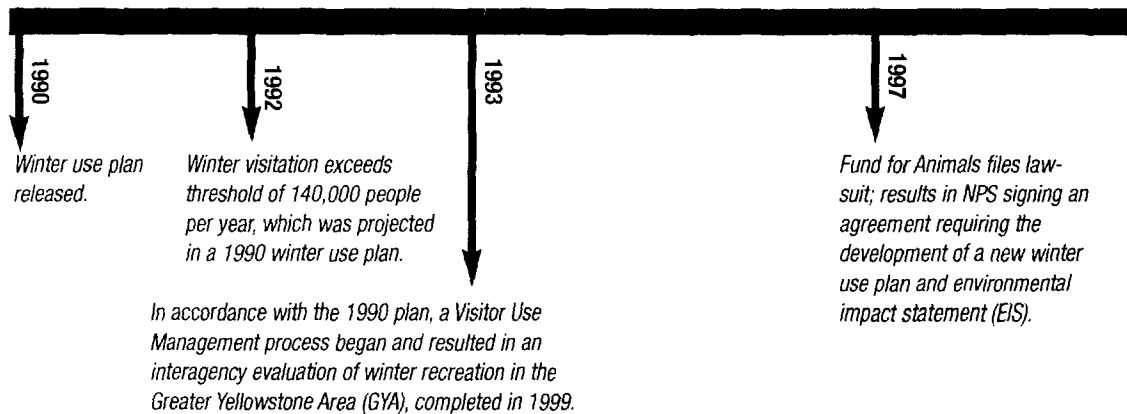 1990
Winter use plan
released.
1992
Winter visitation exceeds
threshold of 140,000 people
per year, which was projected
in a 1990 winter use plan.
1993
In accordance with the 1990 plan, a Visitor Use
Management process began and resulted in an
interagency evaluation of winter recreation in the
Greater Yellowstone Area (GYA), completed in 1999.
1997
Fund for Animals files law-
suit; results in NPS signing an
agreement requiring the
development of a new winter
use plan and environmental
impact statement (EIS).